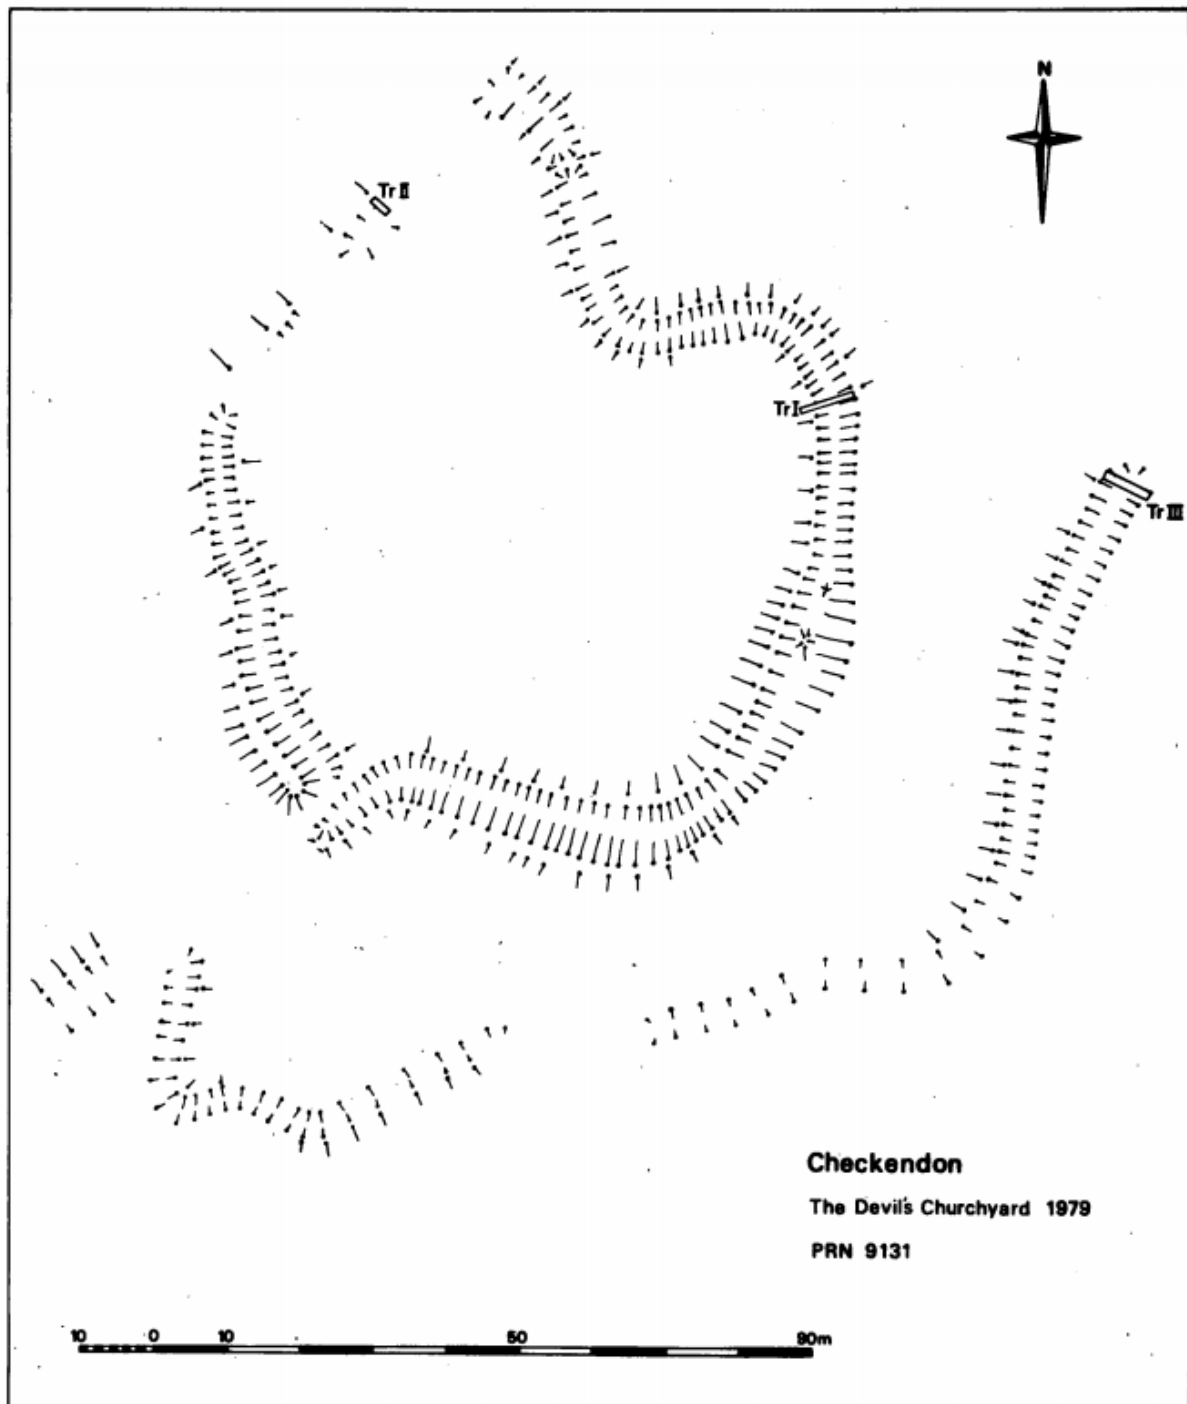 N
Tr II
Tr I
Tr III
Checkendon
The Devil's Churchyard 1979
PRN 9131
10 0 10 50 90m